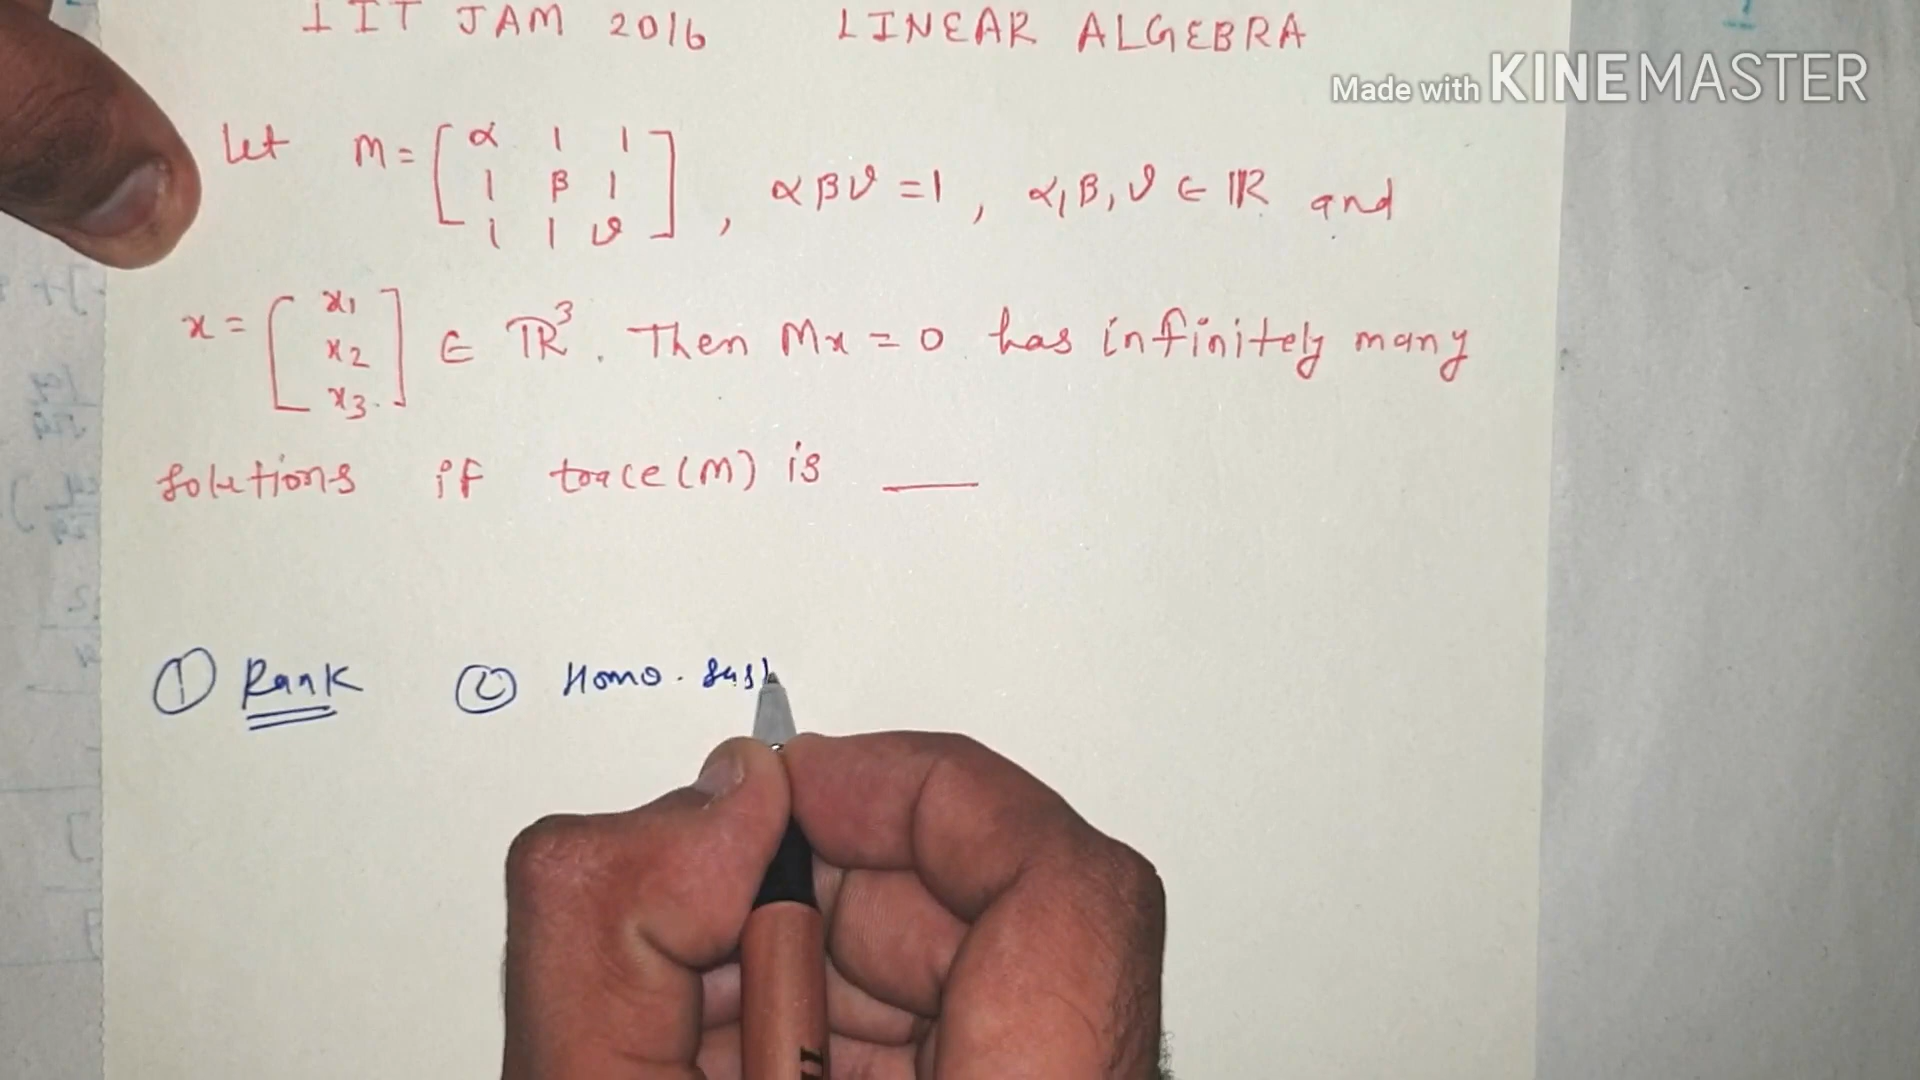 IIT JAM 2016 LINEAR ALGEBRA
Made with KINEMASTER
Let M = [ α 1 1
1 β 1
1 1 ϑ ] , αβϑ = 1 , α, β, ϑ ∈ ℝ and
x = [ x1
x2
x3 ] ∈ ℝ³. Then Mx = 0 has infinitely many
solutions if trace(M) is ___
① Rank ② Homo.